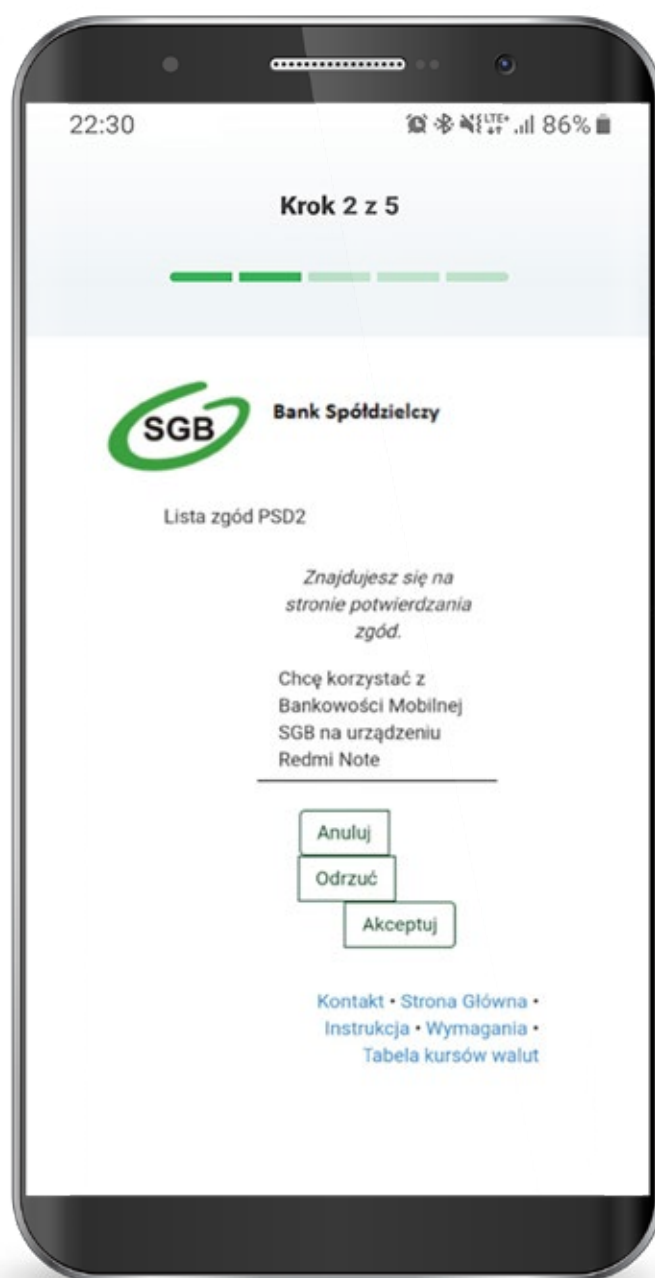 22:30 LTE+ 86%
Krok 2 z 5
SGB
Bank Spółdzielczy
Lista zgód PSD2
Znajdujesz się na
stronie potwierdzania
zgód.
Chcę korzystać z
Bankowości Mobilnej
SGB na urządzeniu
Redmi Note
Anuluj
Odrzuć
Akceptuj
Kontakt • Strona Główna •
Instrukcja • Wymagania •
Tabela kursów walut